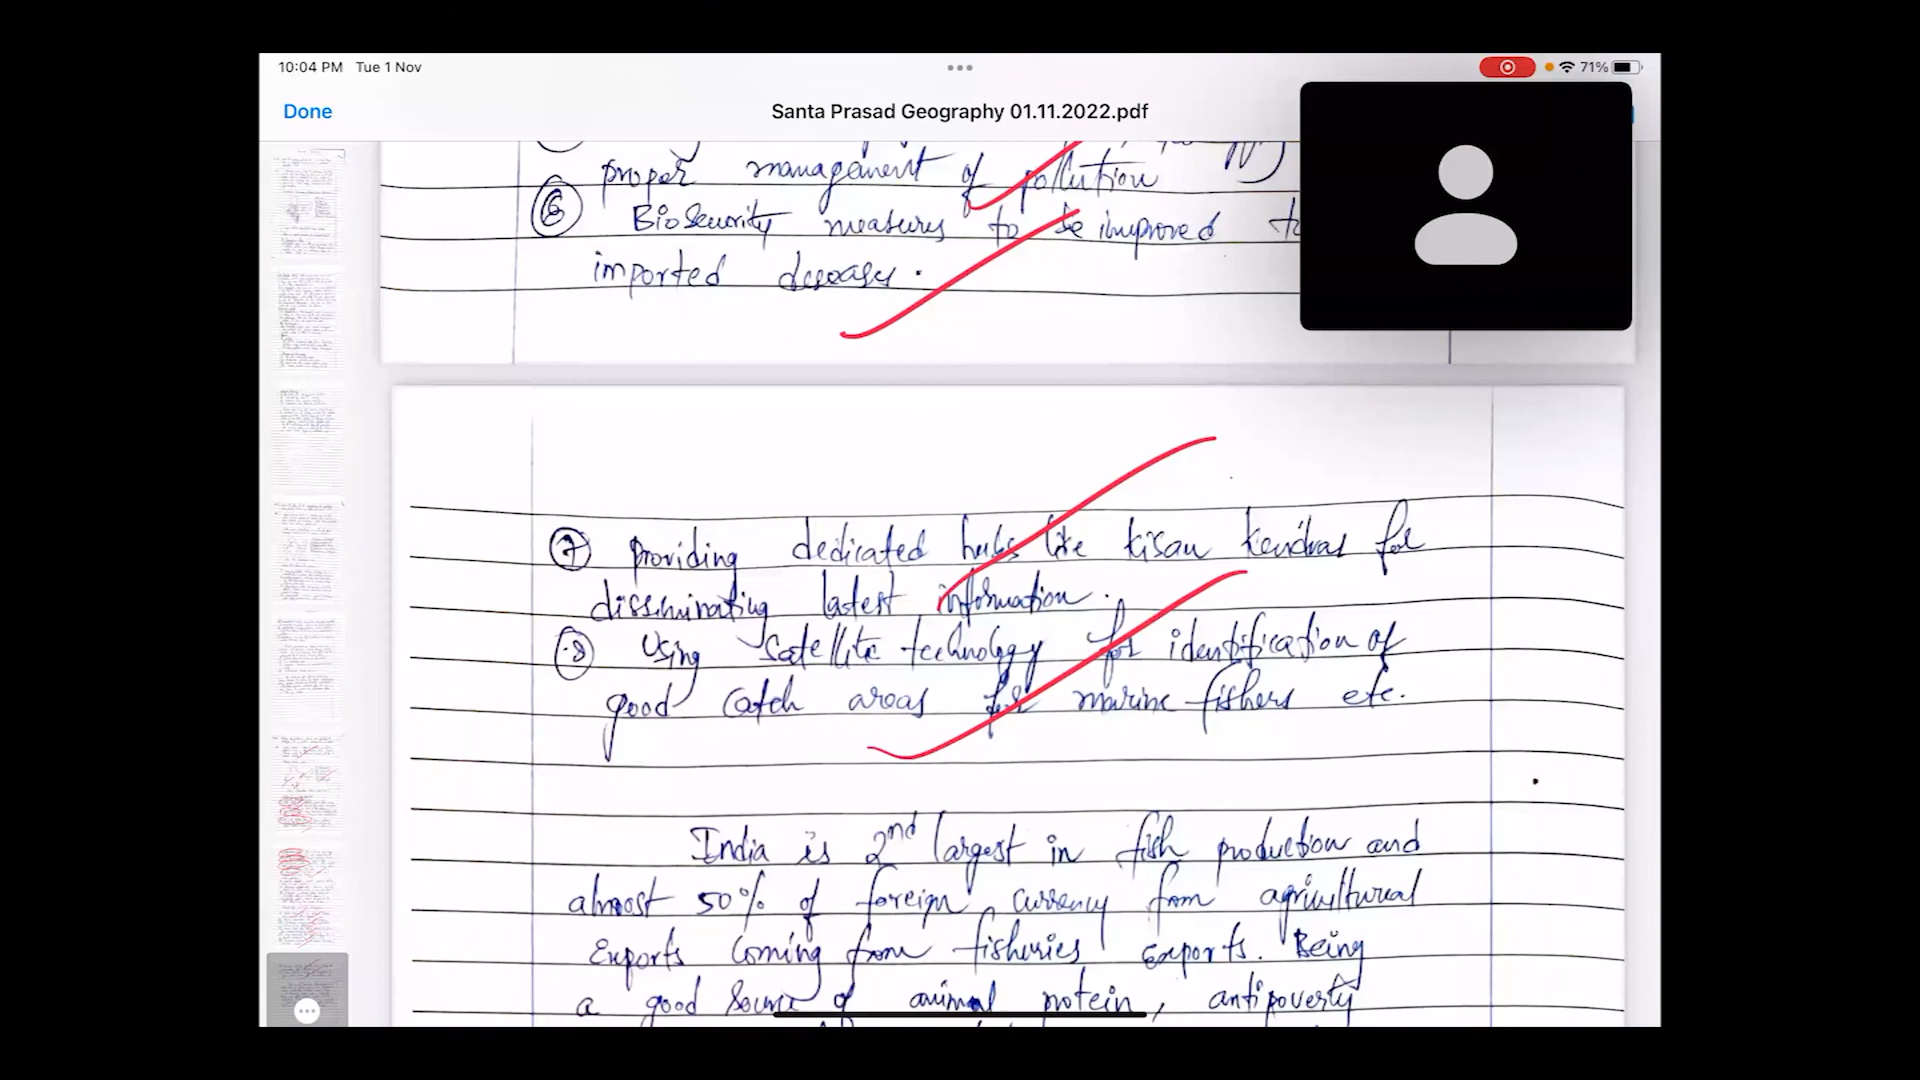 10:04 PM Tue 1 Nov
71%
Done
Santa Prasad Geography 01.11.2022.pdf
proper management of pollution
6 Biosecurity measures to be improved
imported
7 providing dedicated hubs like kisan kendras for
disseminating lastest information.
8 Using satellite technology for identification of
good catch areas for marine fishers etc.
India is 2nd largest in fish production and
almost 50% of foreign currency from agricultural
Exports coming from fisheries exports. Being
a good source of animal protein, antipoverty